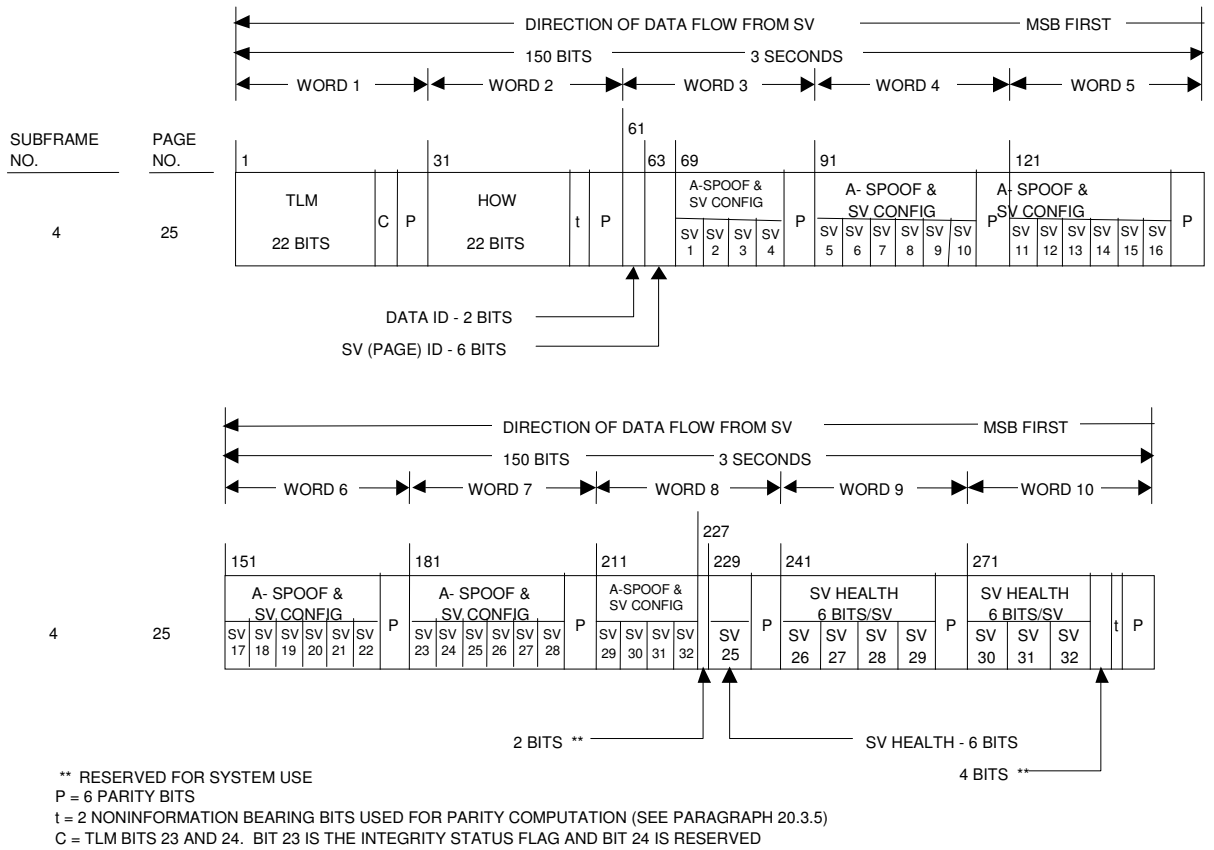 DIRECTION OF DATA FLOW FROM SV MSB FIRST
150 BITS 3 SECONDS
WORD 1 WORD 2 WORD 3 WORD 4 WORD 5
SUBFRAME NO.
PAGE NO.
61
1 31 63 69 91 121
4 25
TLM
22 BITS
C P
HOW
22 BITS
t P
A-SPOOF &
SV CONFIG
SV 1 SV 2 SV 3 SV 4
P
A- SPOOF &
SV CONFIG
SV 5 SV 6 SV 7 SV 8 SV 9 SV 10
P
A- SPOOF &
SV CONFIG
SV 11 SV 12 SV 13 SV 14 SV 15 SV 16
P
DATA ID - 2 BITS
SV (PAGE) ID - 6 BITS
DIRECTION OF DATA FLOW FROM SV MSB FIRST
150 BITS 3 SECONDS
WORD 6 WORD 7 WORD 8 WORD 9 WORD 10
227
151 181 211 229 241 271
4 25
A- SPOOF &
SV CONFIG
SV 17 SV 18 SV 19 SV 20 SV 21 SV 22
P
A- SPOOF &
SV CONFIG
SV 23 SV 24 SV 25 SV 26 SV 27 SV 28
P
A-SPOOF &
SV CONFIG
SV 29 SV 30 SV 31 SV 32
SV 25
P
SV HEALTH
6 BITS/SV
SV 26 SV 27 SV 28 SV 29
P
SV HEALTH
6 BITS/SV
SV 30 SV 31 SV 32
t P
2 BITS **
SV HEALTH - 6 BITS
4 BITS **
** RESERVED FOR SYSTEM USE
P = 6 PARITY BITS
t = 2 NONINFORMATION BEARING BITS USED FOR PARITY COMPUTATION (SEE PARAGRAPH 20.3.5)
C = TLM BITS 23 AND 24. BIT 23 IS THE INTEGRITY STATUS FLAG AND BIT 24 IS RESERVED